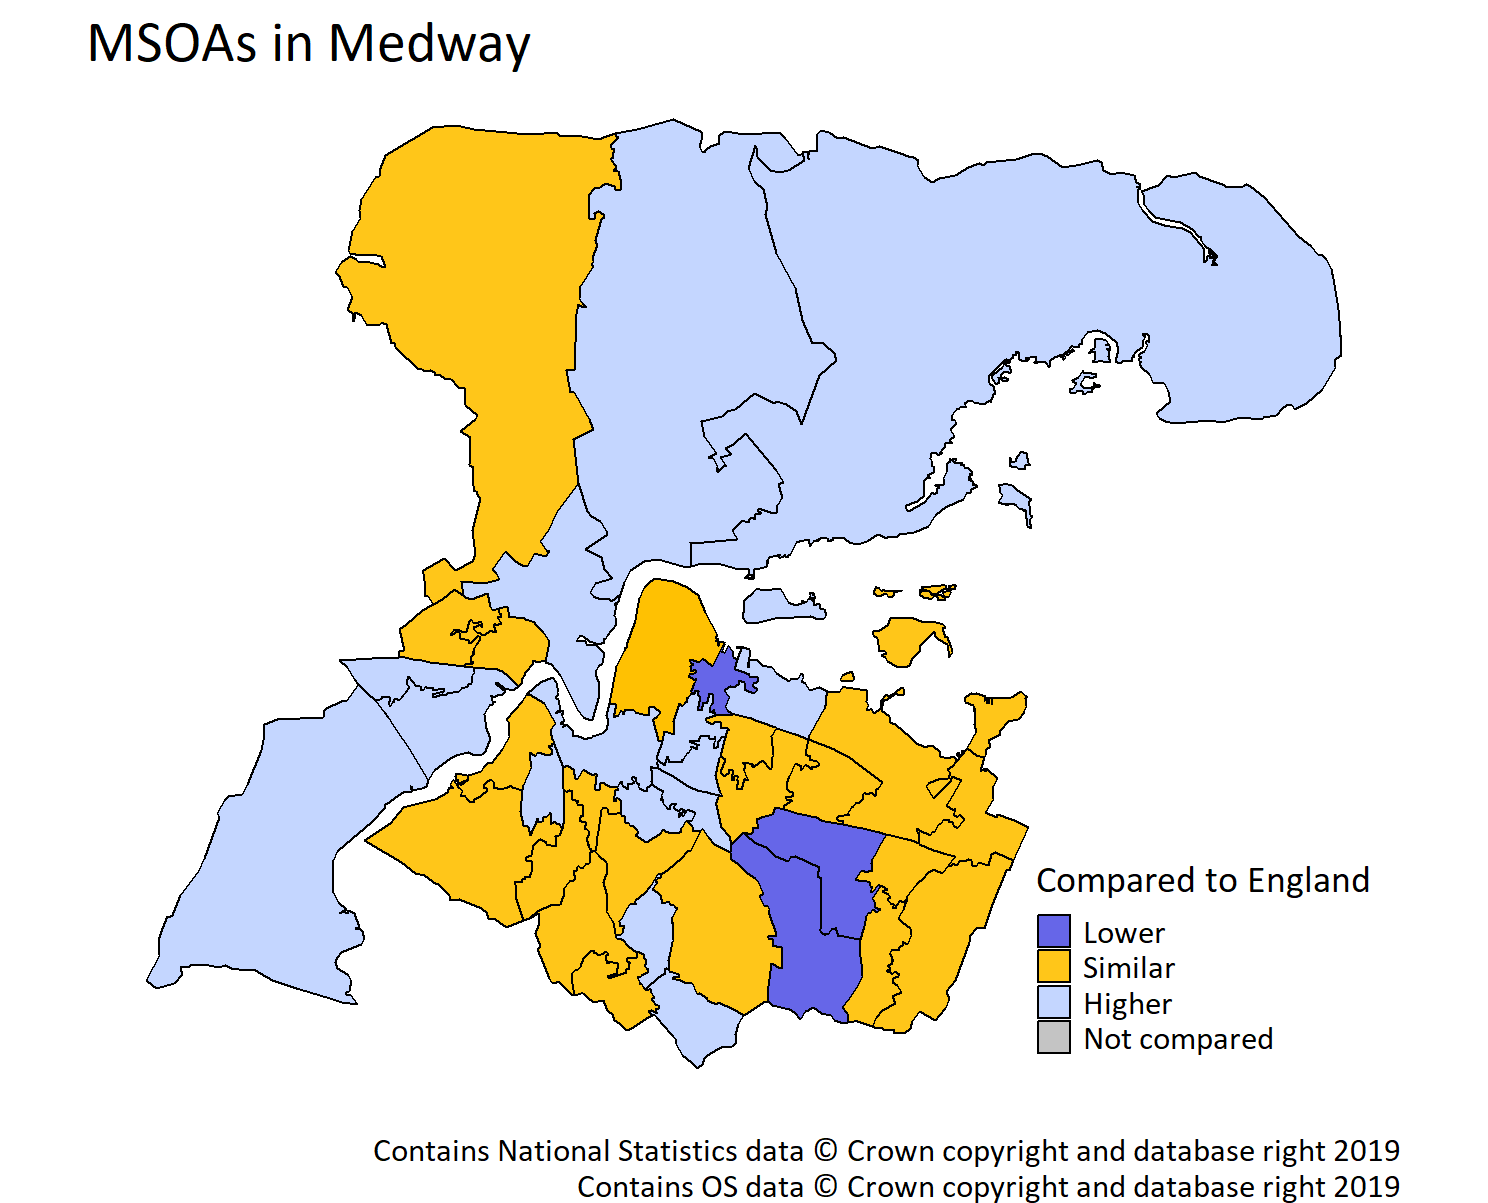 MSOAs in Medway
Compared to England
Lower
Similar
Higher
Not compared
Contains National Statistics data © Crown copyright and database right 2019
Contains OS data © Crown copyright and database right 2019